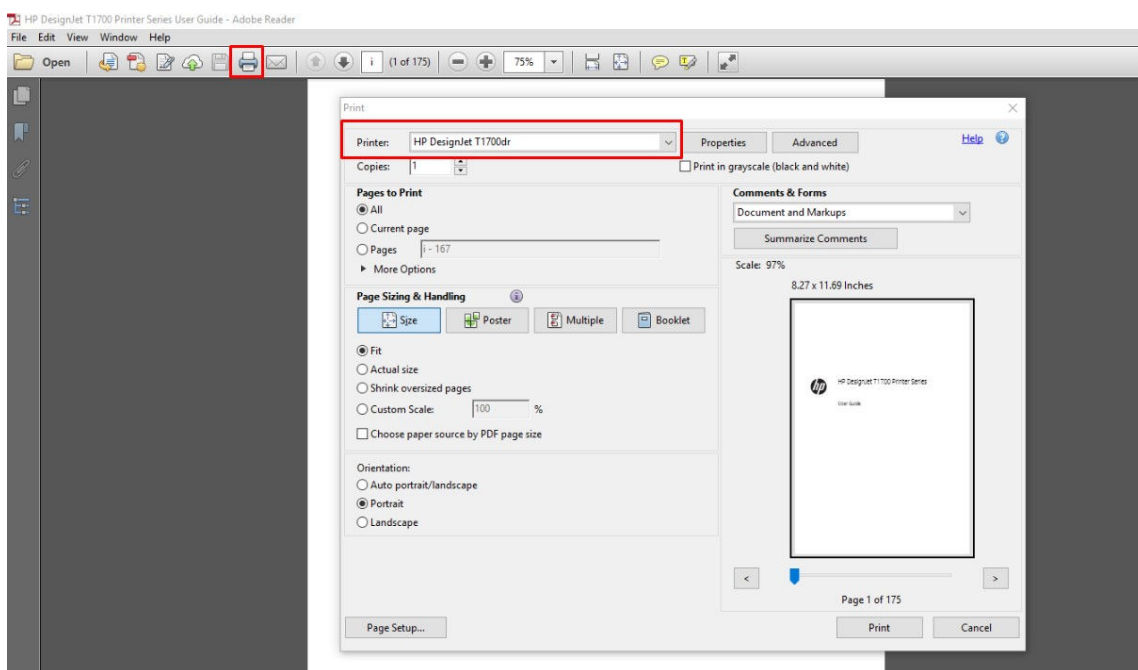 HP DesignJet T1700 Printer Series User Guide - Adobe Reader
File Edit View Window Help
Open i (1 of 175) 75%
Print
Printer: HP DesignJet T1700dr Properties Advanced Help
Copies: 1 Print in grayscale (black and white)
Pages to Print
All
Current page
Pages i - 167
More Options
Page Sizing & Handling
Size Poster Multiple Booklet
Fit
Actual size
Shrink oversized pages
Custom Scale: 100 %
Choose paper source by PDF page size
Orientation:
Auto portrait/landscape
Portrait
Landscape
Comments & Forms
Document and Markups
Summarize Comments
Scale: 97%
8.27 x 11.69 Inches
hp HP DesignJet T1700 Printer Series
User Guide
< >
Page 1 of 175
Page Setup... Print Cancel